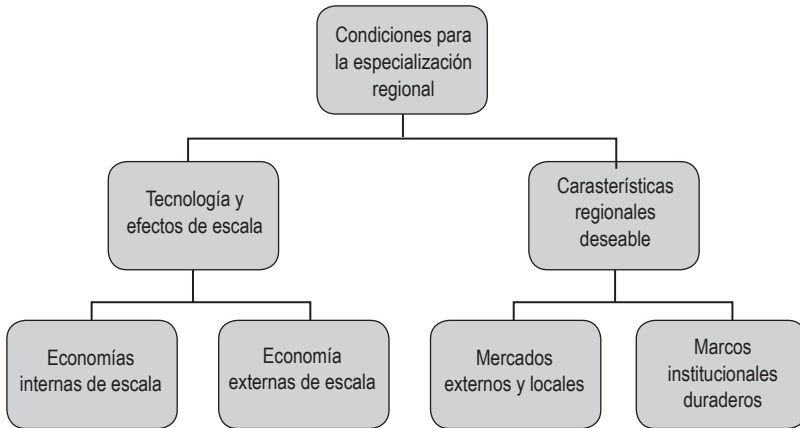 Condiciones para
la especialización
regional
Tecnología y
efectos de escala
Carasterísticas
regionales
deseable
Economías
internas de escala
Economía
externas de escala
Mercados
externos y locales
Marcos
institucionales
duraderos